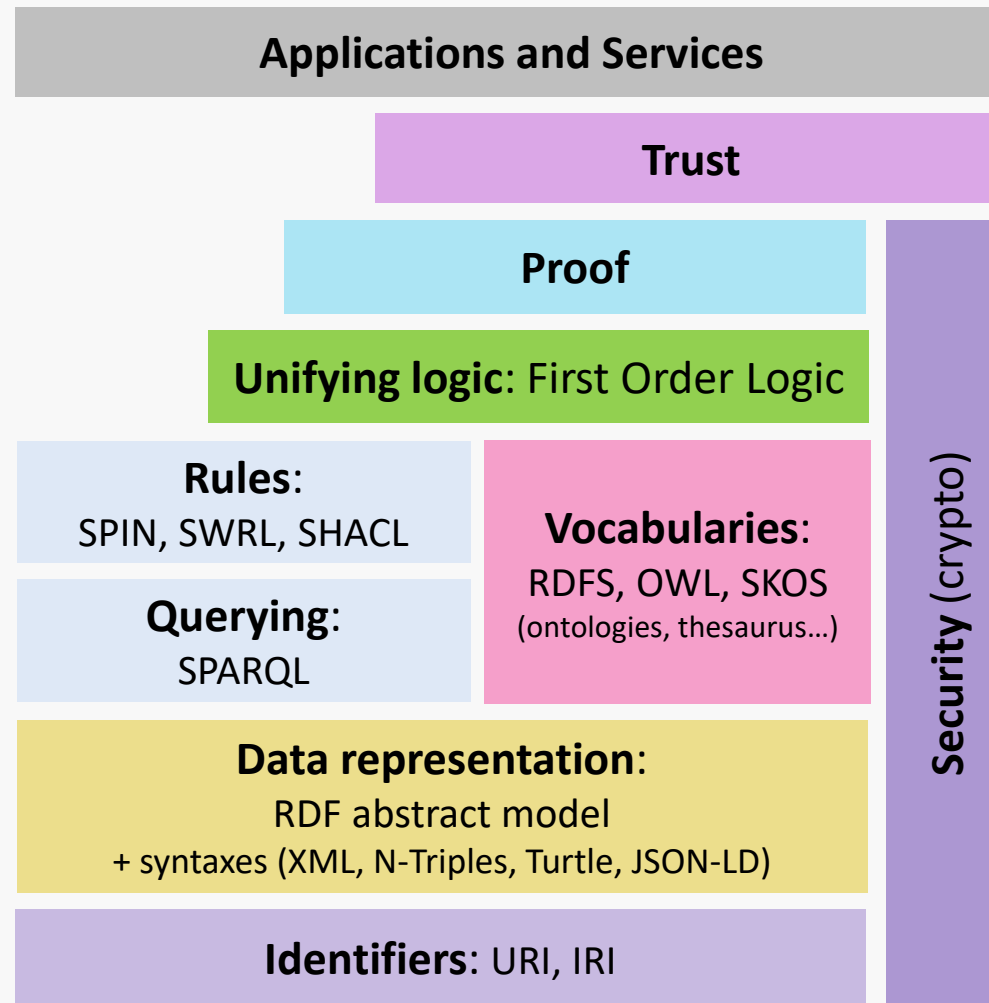 Applications and Services
Trust
Proof
Unifying logic: First Order Logic
Rules:
SPIN, SWRL, SHACL
Vocabularies:
RDFS, OWL, SKOS
(ontologies, thesaurus…)
Querying:
SPARQL
Security (crypto)
Data representation:
RDF abstract model
+ syntaxes (XML, N-Triples, Turtle, JSON-LD)
Identifiers: URI, IRI